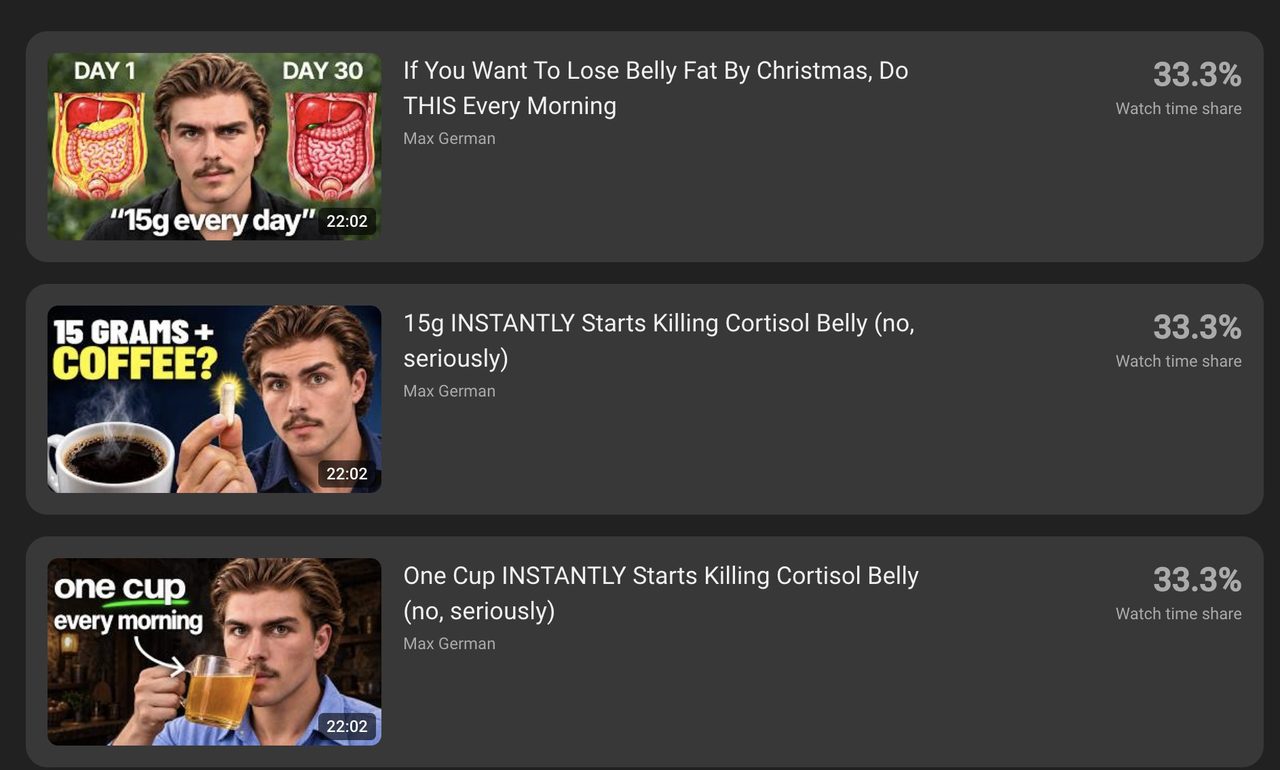 DAY 1
DAY 30
“15g every day”
22:02
If You Want To Lose Belly Fat By Christmas, Do
THIS Every Morning
Max German
33.3%
Watch time share
15 GRAMS +
COFFEE?
22:02
15g INSTANTLY Starts Killing Cortisol Belly (no,
seriously)
Max German
33.3%
Watch time share
one cup
every morning
22:02
One Cup INSTANTLY Starts Killing Cortisol Belly
(no, seriously)
Max German
33.3%
Watch time share